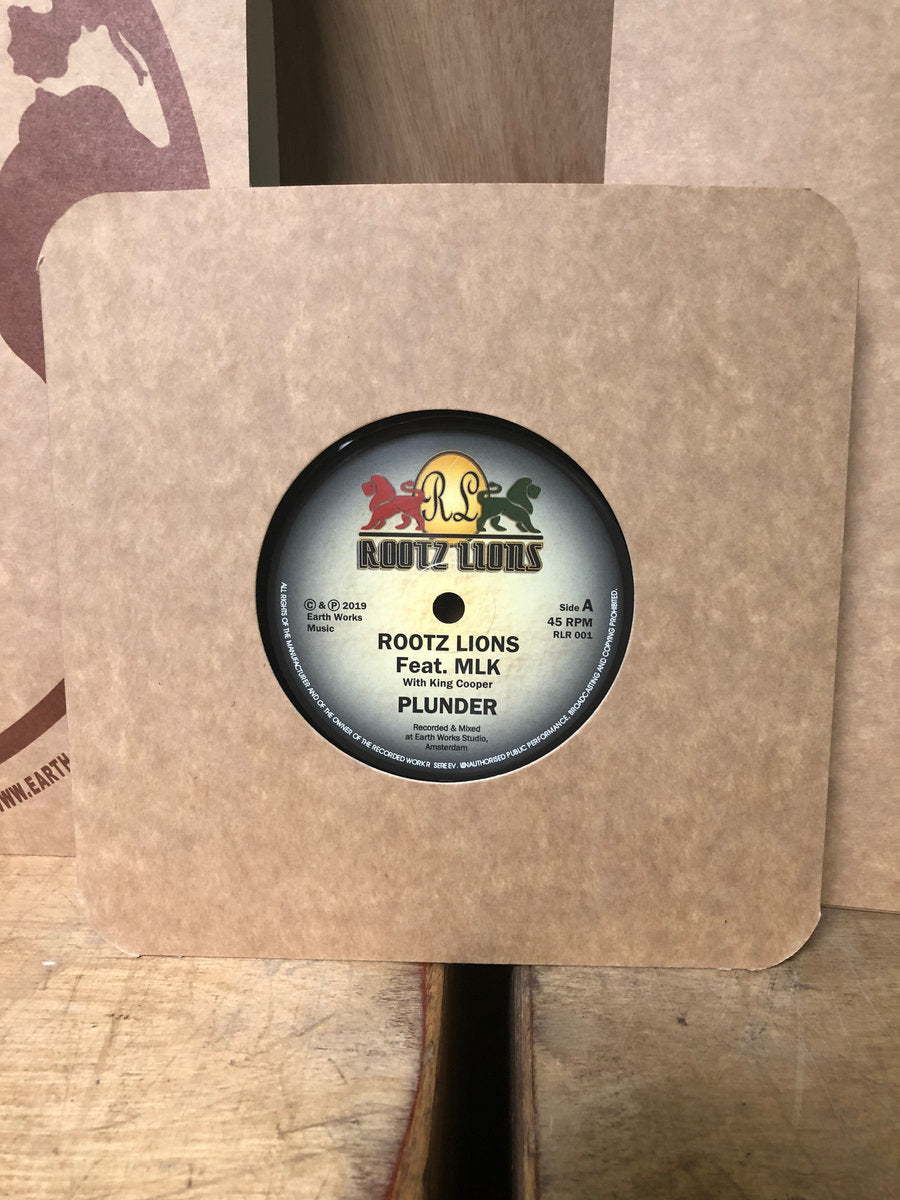 RL
ROOTZ LIONS
© & ℗ 2019
Earth Works
Music
Side A
45 RPM
RLR 001
ROOTZ LIONS
Feat. MLK
With King Cooper
PLUNDER
Recorded & Mixed
at Earth Works Studio,
Amsterdam
ALL RIGHTS OF THE MANUFACTURER AND OF THE OWNER OF THE RECORDED WORK R SEREEV. UNAUTHORISED PUBLIC PERFORMANCE, BROADCASTING AND COPYING PROHIBITED.
WWW.EARTH